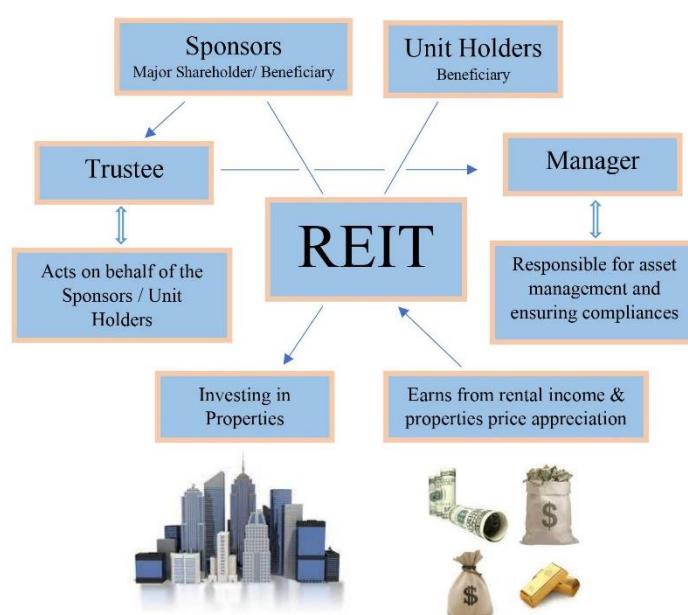 Sponsors
Major Shareholder/ Beneficiary
Unit Holders
Beneficiary
Trustee
Manager
REIT
Acts on behalf of the
Sponsors / Unit
Holders
Responsible for asset
management and
ensuring compliances
Investing in
Properties
Earns from rental income &
properties price appreciation
$
$